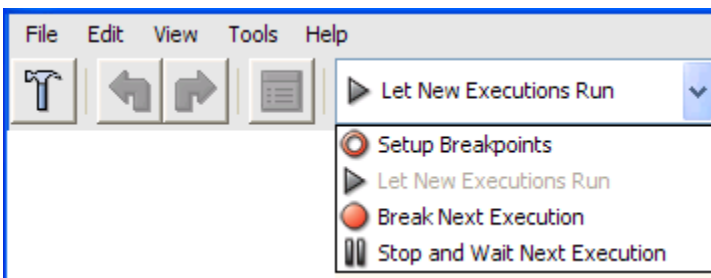 File Edit View Tools Help
Let New Executions Run
Setup Breakpoints
Let New Executions Run
Break Next Execution
Stop and Wait Next Execution